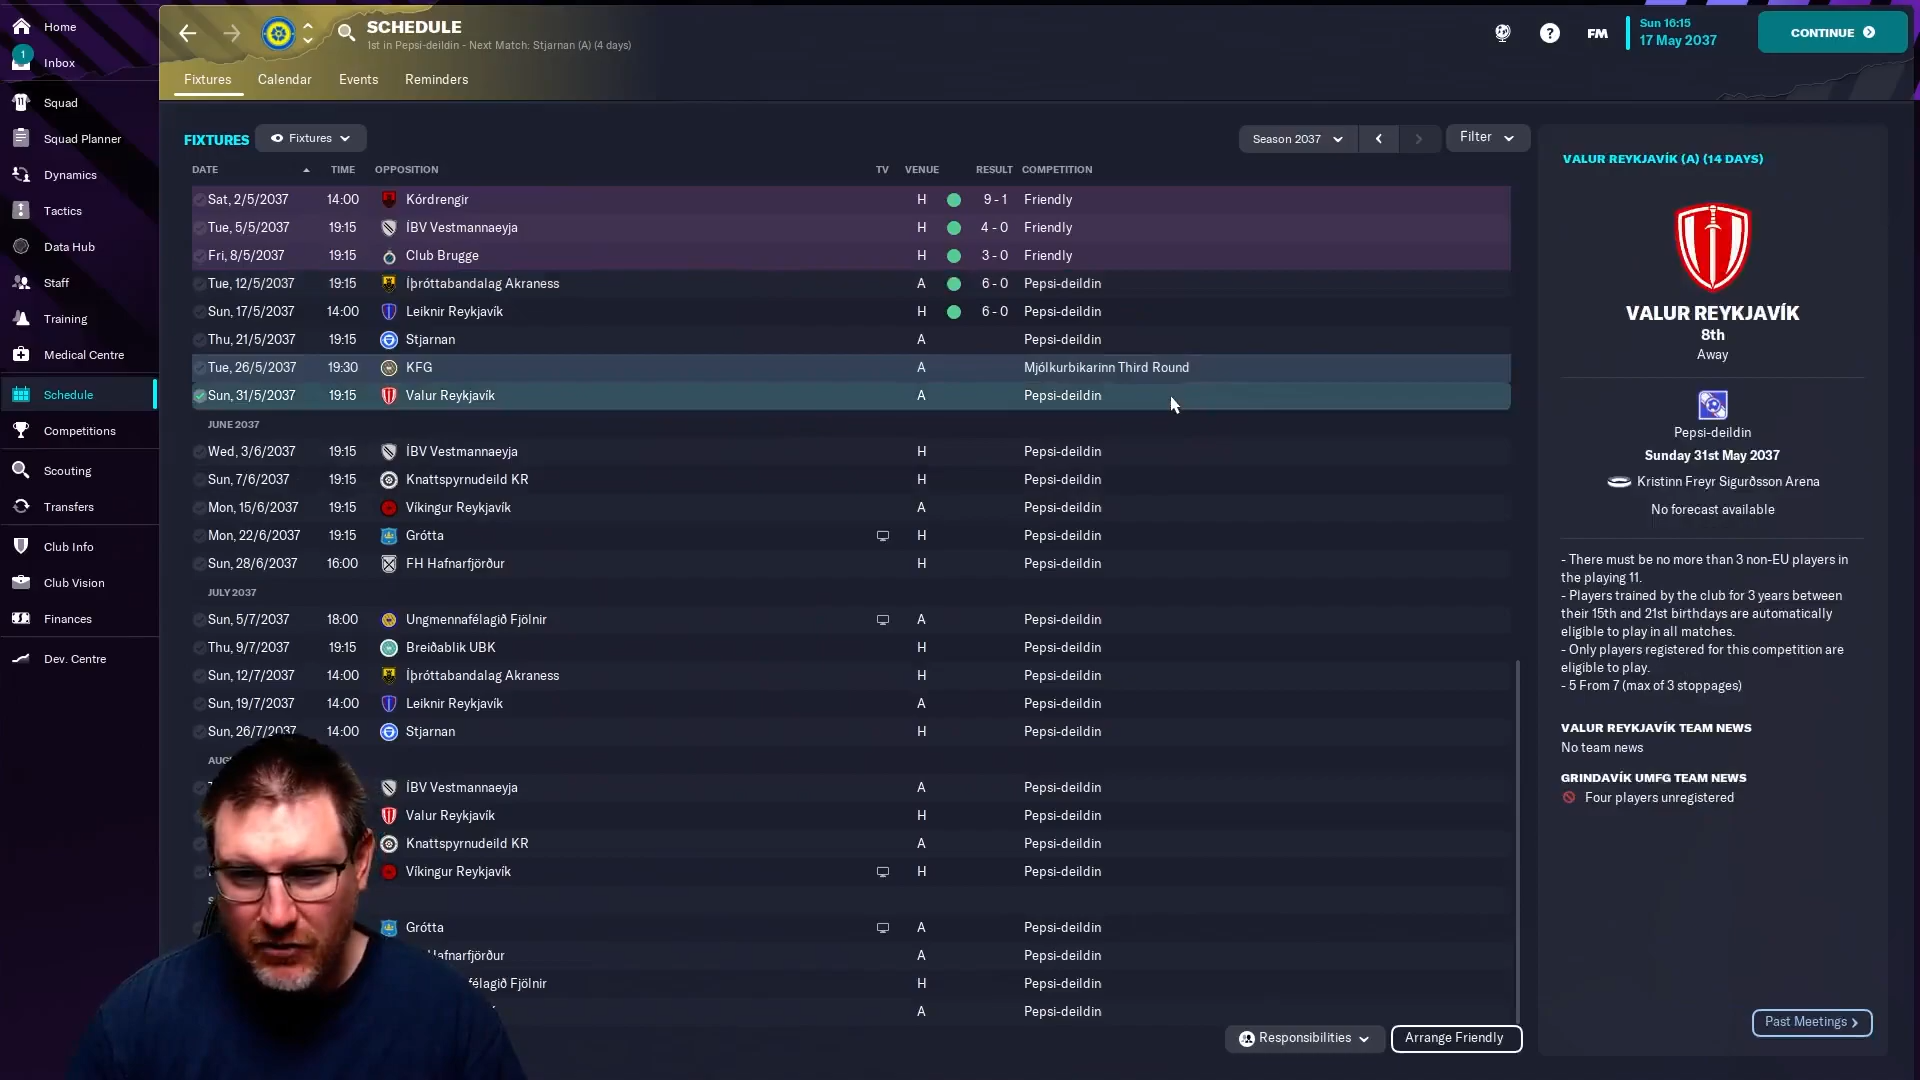 Home
1
Inbox
Squad
Squad Planner
Dynamics
Tactics
Data Hub
Staff
Training
Medical Centre
Schedule
Competitions
Scouting
Transfers
Club Info
Club Vision
Finances
Dev. Centre
SCHEDULE
1st in Pepsi-deildin - Next Match: Stjarnan (A) (4 days)
FM
Sun 16:15
17 May 2037
CONTINUE
Fixtures Calendar Events Reminders
FIXTURES Fixtures Season 2037 Filter
DATE TIME OPPOSITION TV VENUE RESULT COMPETITION
Sat, 2/5/2037 14:00 Kórdrengir H 9 - 1 Friendly
Tue, 5/5/2037 19:15 ÍBV Vestmannaeyja H 4 - 0 Friendly
Fri, 8/5/2037 19:15 Club Brugge H 3 - 0 Friendly
Tue, 12/5/2037 19:15 Íþróttabandalag Akraness A 6 - 0 Pepsi-deildin
Sun, 17/5/2037 14:00 Leiknir Reykjavík H 6 - 0 Pepsi-deildin
Thu, 21/5/2037 19:15 Stjarnan A Pepsi-deildin
Tue, 26/5/2037 19:30 KFG A Mjólkurbikarinn Third Round
Sun, 31/5/2037 19:15 Valur Reykjavík A Pepsi-deildin
JUNE 2037
Wed, 3/6/2037 19:15 ÍBV Vestmannaeyja H Pepsi-deildin
Sun, 7/6/2037 19:15 Knattspyrnudeild KR H Pepsi-deildin
Mon, 15/6/2037 19:15 Víkingur Reykjavík A Pepsi-deildin
Mon, 22/6/2037 19:15 Grótta H Pepsi-deildin
Sun, 28/6/2037 16:00 FH Hafnarfjörður H Pepsi-deildin
JULY 2037
Sun, 5/7/2037 18:00 Ungmennafélagið Fjölnir A Pepsi-deildin
Thu, 9/7/2037 19:15 Breiðablik UBK H Pepsi-deildin
Sun, 12/7/2037 14:00 Íþróttabandalag Akraness H Pepsi-deildin
Sun, 19/7/2037 14:00 Leiknir Reykjavík A Pepsi-deildin
Sun, 26/7/2037 14:00 Stjarnan H Pepsi-deildin
ÍBV Vestmannaeyja A Pepsi-deildin
Valur Reykjavík H Pepsi-deildin
Knattspyrnudeild KR A Pepsi-deildin
Víkingur Reykjavík H Pepsi-deildin
Grótta A Pepsi-deildin
Hafnarfjörður A Pepsi-deildin
Fjölnir H Pepsi-deildin
A Pepsi-deildin
Responsibilities Arrange Friendly
VALUR REYKJAVÍK (A) (14 DAYS)
VALUR REYKJAVÍK
8th
Away
Pepsi-deildin
Sunday 31st May 2037
Kristinn Freyr Sigurðsson Arena
No forecast available
- There must be no more than 3 non-EU players in
the playing 11.
- Players trained by the club for 3 years between
their 15th and 21st birthdays are automatically
eligible to play in all matches.
- Only players registered for this competition are
eligible to play.
- 5 From 7 (max of 3 stoppages)
VALUR REYKJAVÍK TEAM NEWS
No team news
GRINDAVÍK UMFG TEAM NEWS
Four players unregistered
Past Meetings